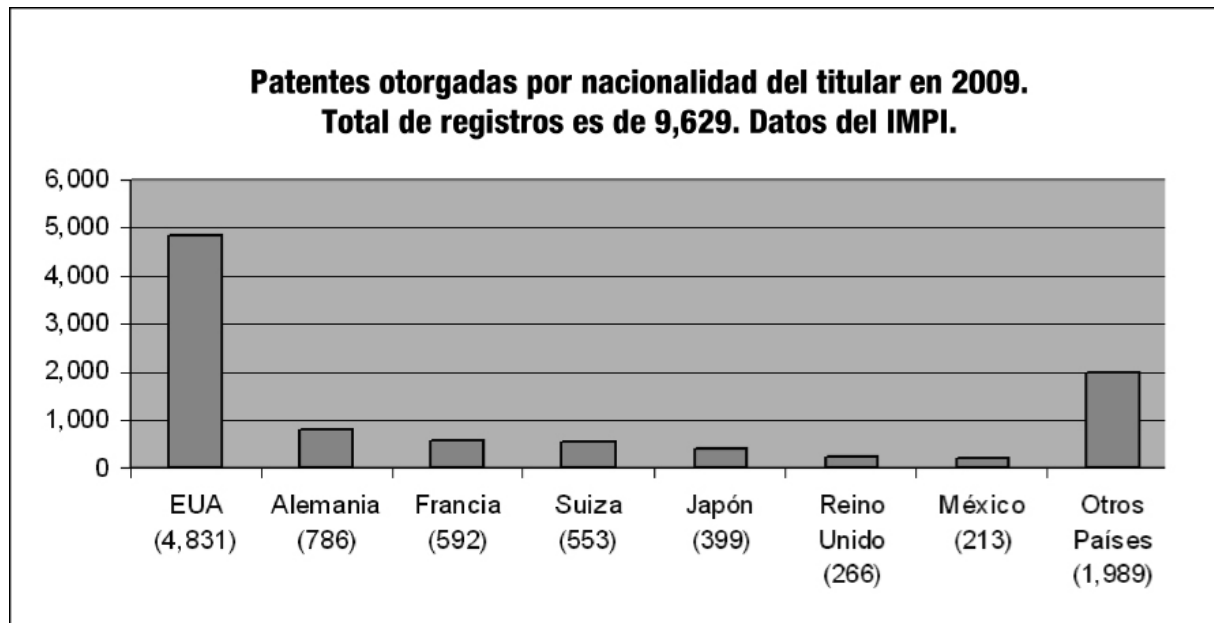 Patentes otorgadas por nacionalidad del titular en 2009.
Total de registros es de 9,629. Datos del IMPI.
6,000
5,000
4,000
3,000
2,000
1,000
0
EUA
(4,831)
Alemania
(786)
Francia
(592)
Suiza
(553)
Japón
(399)
Reino
Unido
(266)
México
(213)
Otros
Países
(1,989)